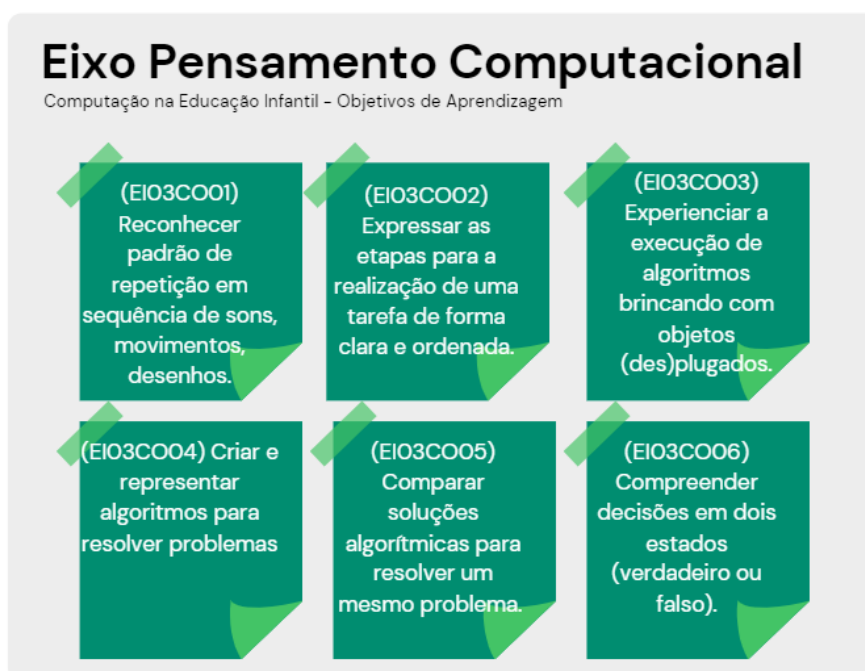 Eixo Pensamento Computacional
Computação na Educação Infantil - Objetivos de Aprendizagem
(EI03CO01)
Reconhecer
padrão de
repetição em
sequência de sons,
movimentos,
desenhos.
(EI03CO02)
Expressar as
etapas para a
realização de uma
tarefa de forma
clara e ordenada.
(EI03CO03)
Experienciar a
execução de
algoritmos
brincando com
objetos
(des)plugados.
(EI03CO04) Criar e
representar
algoritmos para
resolver problemas
(EI03CO05)
Comparar
soluções
algorítmicas para
resolver um
mesmo problema.
(EI03CO06)
Compreender
decisões em dois
estados
(verdadeiro ou
falso).